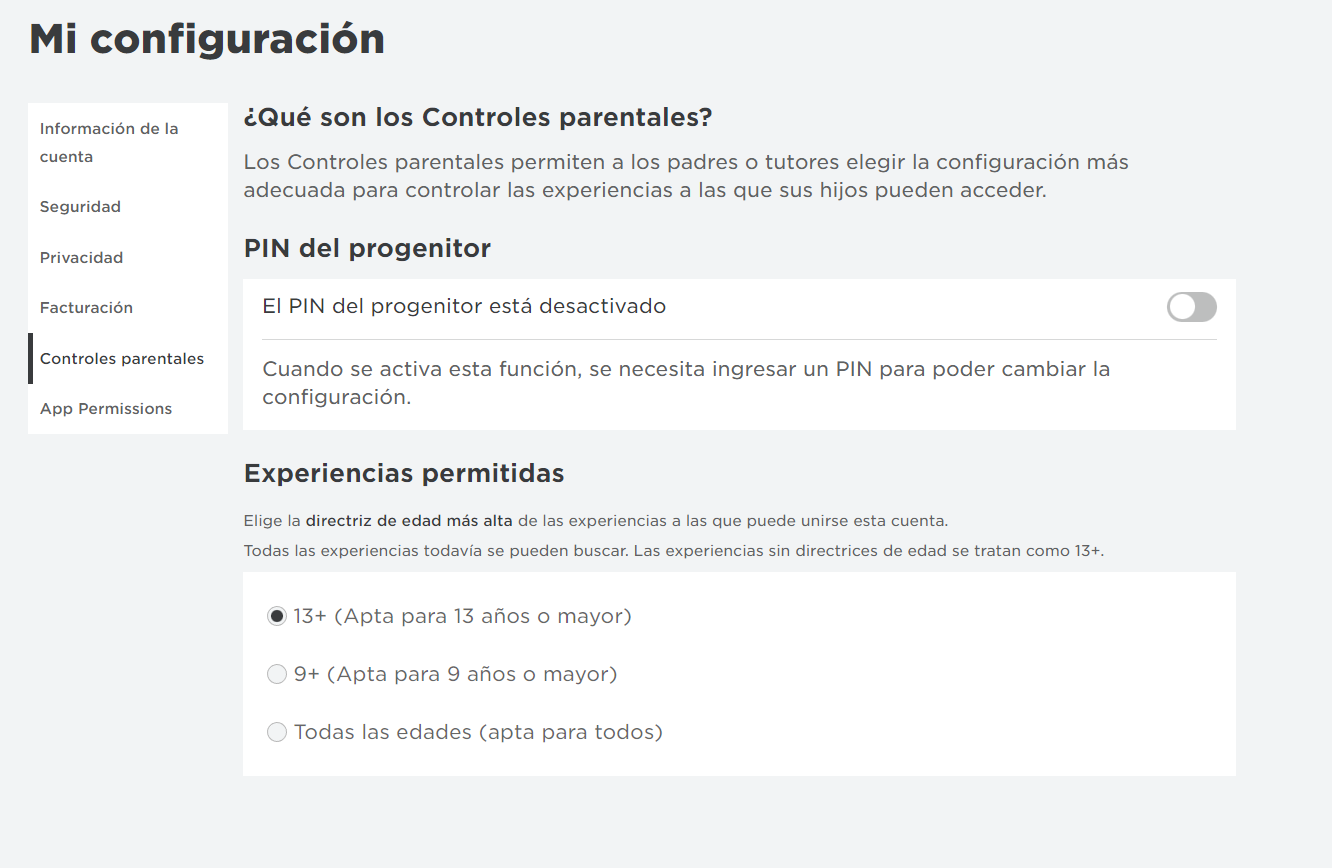 Mi configuración
Información de la
cuenta
Seguridad
Privacidad
Facturación
Controles parentales
App Permissions
¿Qué son los Controles parentales?
Los Controles parentales permiten a los padres o tutores elegir la configuración más
adecuada para controlar las experiencias a las que sus hijos pueden acceder.
PIN del progenitor
El PIN del progenitor está desactivado
Cuando se activa esta función, se necesita ingresar un PIN para poder cambiar la
configuración.
Experiencias permitidas
Elige la directriz de edad más alta de las experiencias a las que puede unirse esta cuenta.
Todas las experiencias todavía se pueden buscar. Las experiencias sin directrices de edad se tratan como 13+.
13+ (Apta para 13 años o mayor)
9+ (Apta para 9 años o mayor)
Todas las edades (apta para todos)